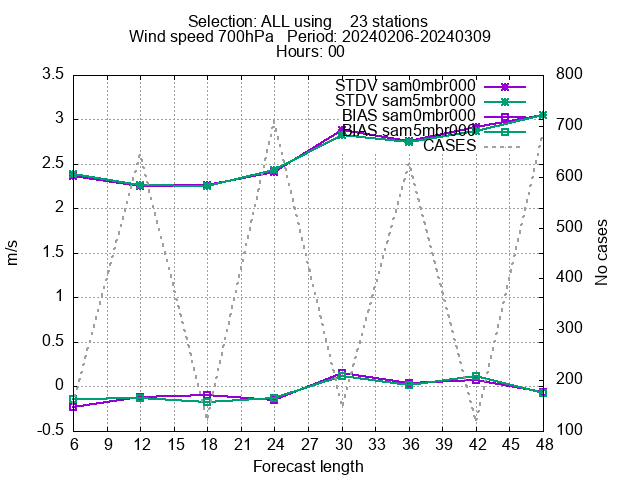 Selection: ALL using    23 stations
Wind speed 700hPa   Period: 20240206-20240309
Hours: 00
3.5
3
2.5
2
1.5
1
0.5
0
-0.5
m/s
800
700
600
500
400
300
200
100
No cases
STDV sam0mbr000
STDV sam5mbr000
BIAS sam0mbr000
BIAS sam5mbr000
CASES
6 9 12 15 18 21 24 27 30 33 36 39 42 45 48
Forecast length